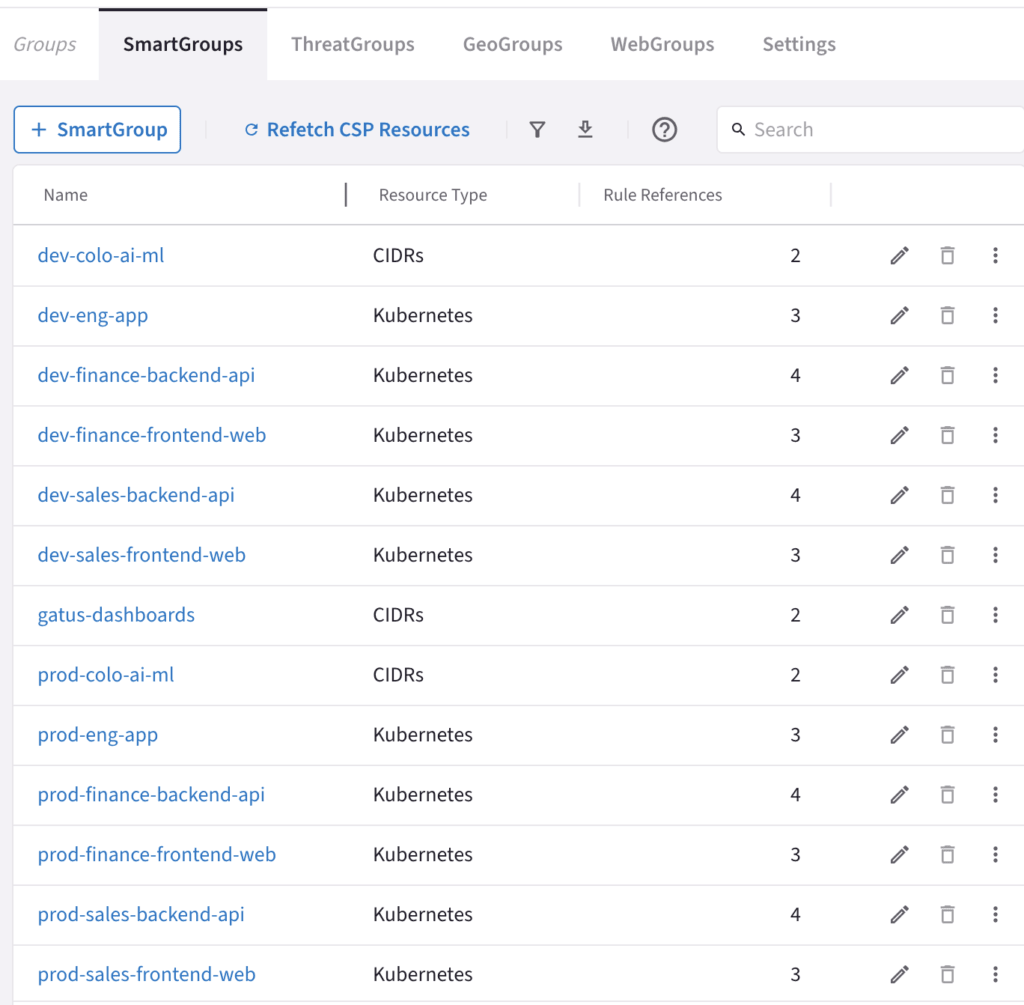 Groups SmartGroups ThreatGroups GeoGroups WebGroups Settings
+ SmartGroup Refetch CSP Resources ? Search
Name Resource Type Rule References
dev-colo-ai-ml CIDRs 2
dev-eng-app Kubernetes 3
dev-finance-backend-api Kubernetes 4
dev-finance-frontend-web Kubernetes 3
dev-sales-backend-api Kubernetes 4
dev-sales-frontend-web Kubernetes 3
gatus-dashboards CIDRs 2
prod-colo-ai-ml CIDRs 2
prod-eng-app Kubernetes 3
prod-finance-backend-api Kubernetes 4
prod-finance-frontend-web Kubernetes 3
prod-sales-backend-api Kubernetes 4
prod-sales-frontend-web Kubernetes 3